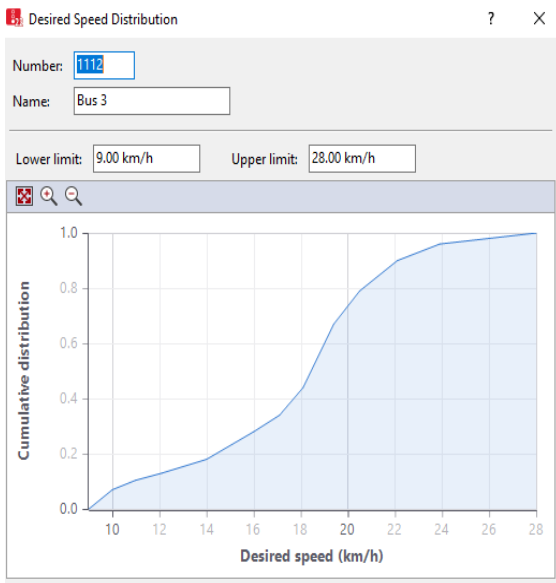 Desired Speed Distribution ? ×
Number: 1112
Name: Bus 3
Lower limit: 9.00 km/h Upper limit: 28.00 km/h
1.0
0.8
0.6
0.4
0.2
0.0
Cumulative distribution
10 12 14 16 18 20 22 24 26 28
Desired speed (km/h)